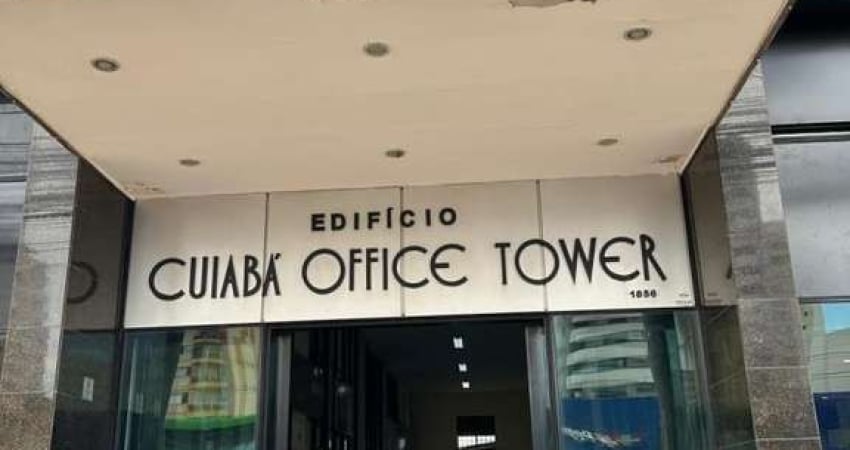 EDIFÍCIO
CUIABÁ OFFICE TOWER
1856